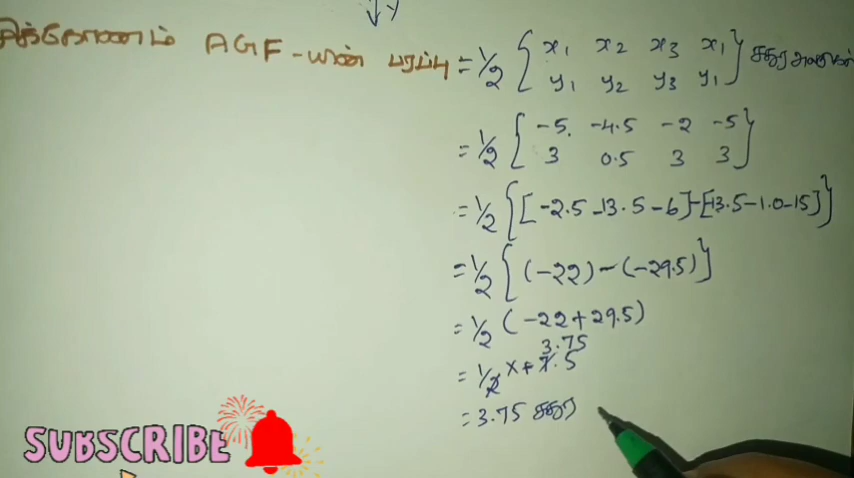 y
முக்கோணம் AGF-யின் பரப்பு = 1/2 { x1 x2 x3 x1 } சதுர அலகுகள்
y1 y2 y3 y1
= 1/2 { -5 -4.5 -2 -5 }
3 0.5 3 3
= 1/2 { [ -2.5 -13.5 -6 ] - [ -13.5 -1.0 -15 ] }
= 1/2 { (-22) - (-29.5) }
= 1/2 ( -22 + 29.5 )
3.75
= 1/2 x + 7.5
= 3.75 சதுர
SUBSCRIBE